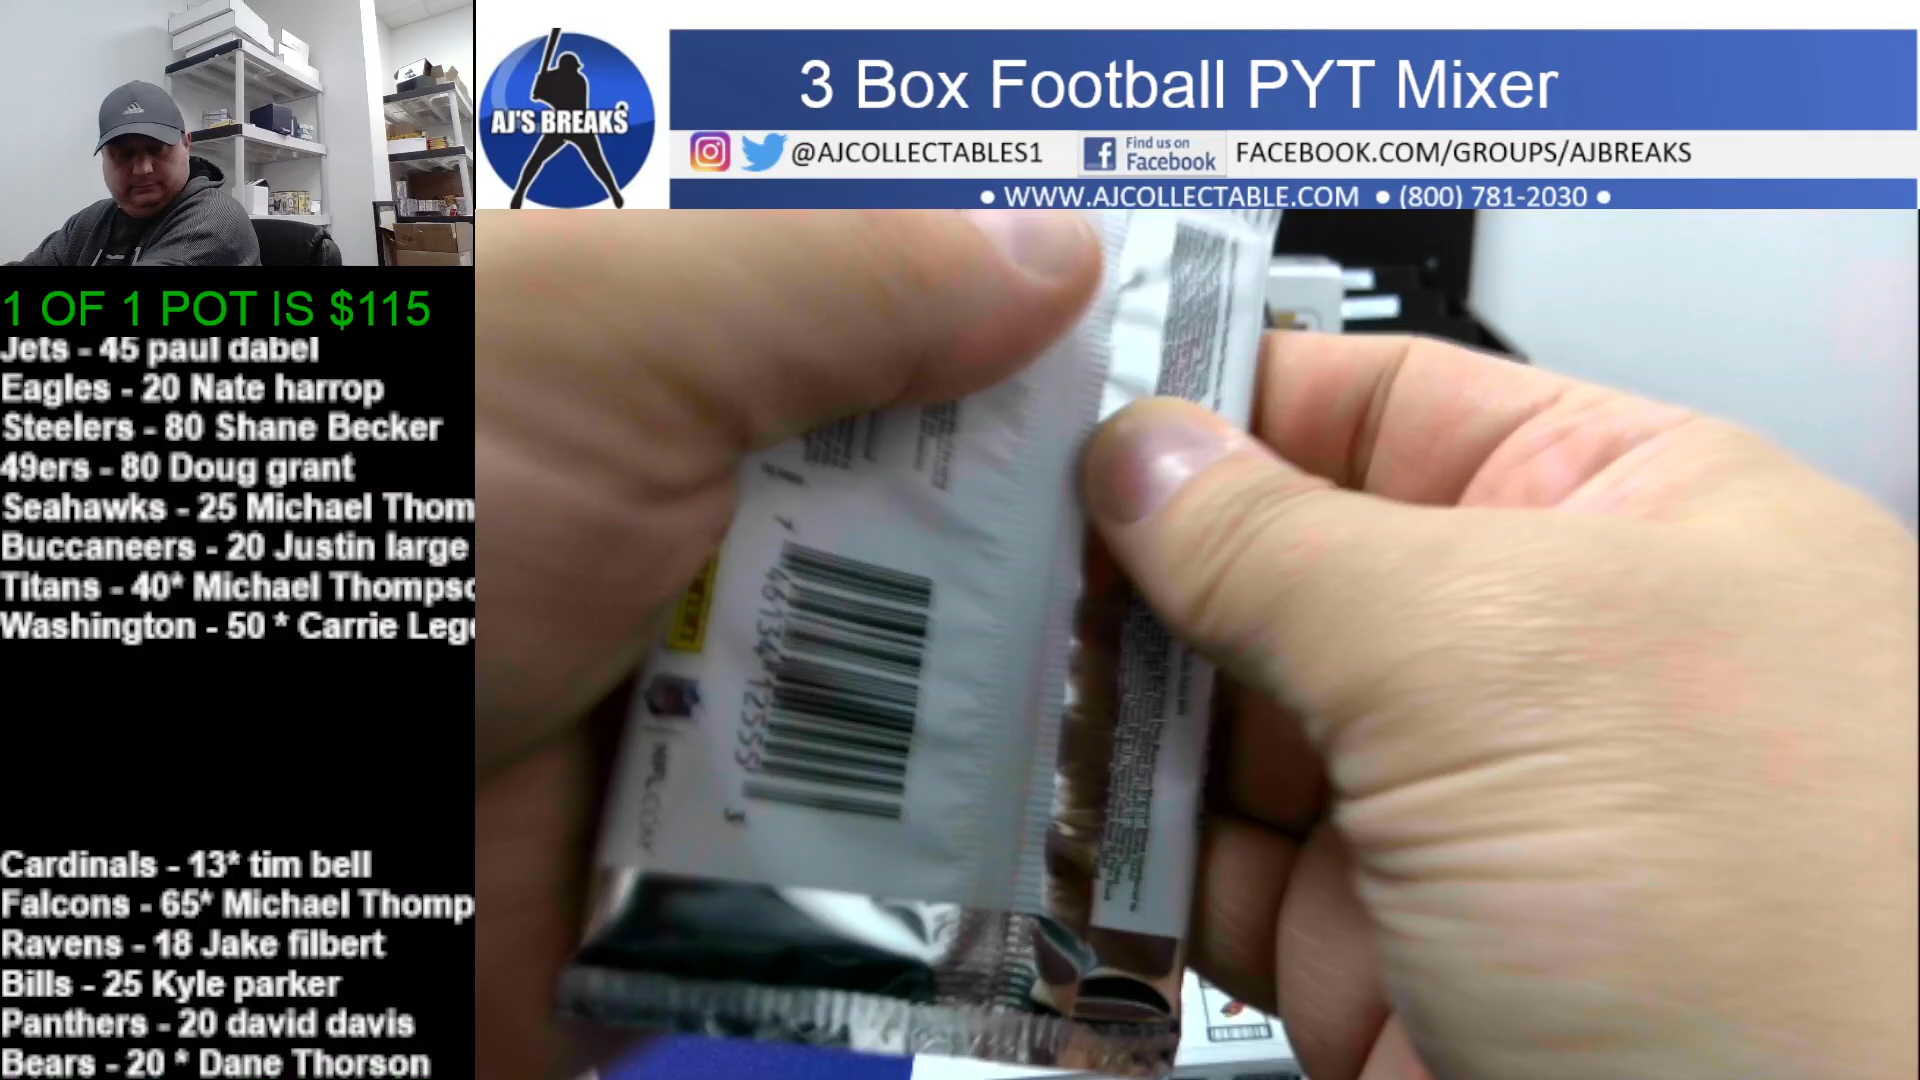 3 Box Football PYT Mixer
AJ'S BREAKS
@AJCOLLECTABLES1
Find us on
Facebook
FACEBOOK.COM/GROUPS/AJBREAKS
• WWW.AJCOLLECTABLE.COM • (800) 781-2030 •
1 OF 1 POT IS $115
Jets - 45 paul dabel
Eagles - 20 Nate harrop
Steelers - 80 Shane Becker
49ers - 80 Doug grant
Seahawks - 25 Michael Thom
Buccaneers - 20 Justin large
Titans - 40* Michael Thompso
Washington - 50 * Carrie Leg
Cardinals - 13* tim bell
Falcons - 65* Michael Thomp
Ravens - 18 Jake filbert
Bills - 25 Kyle parker
Panthers - 20 david davis
Bears - 20 * Dane Thorson
NFL.COM